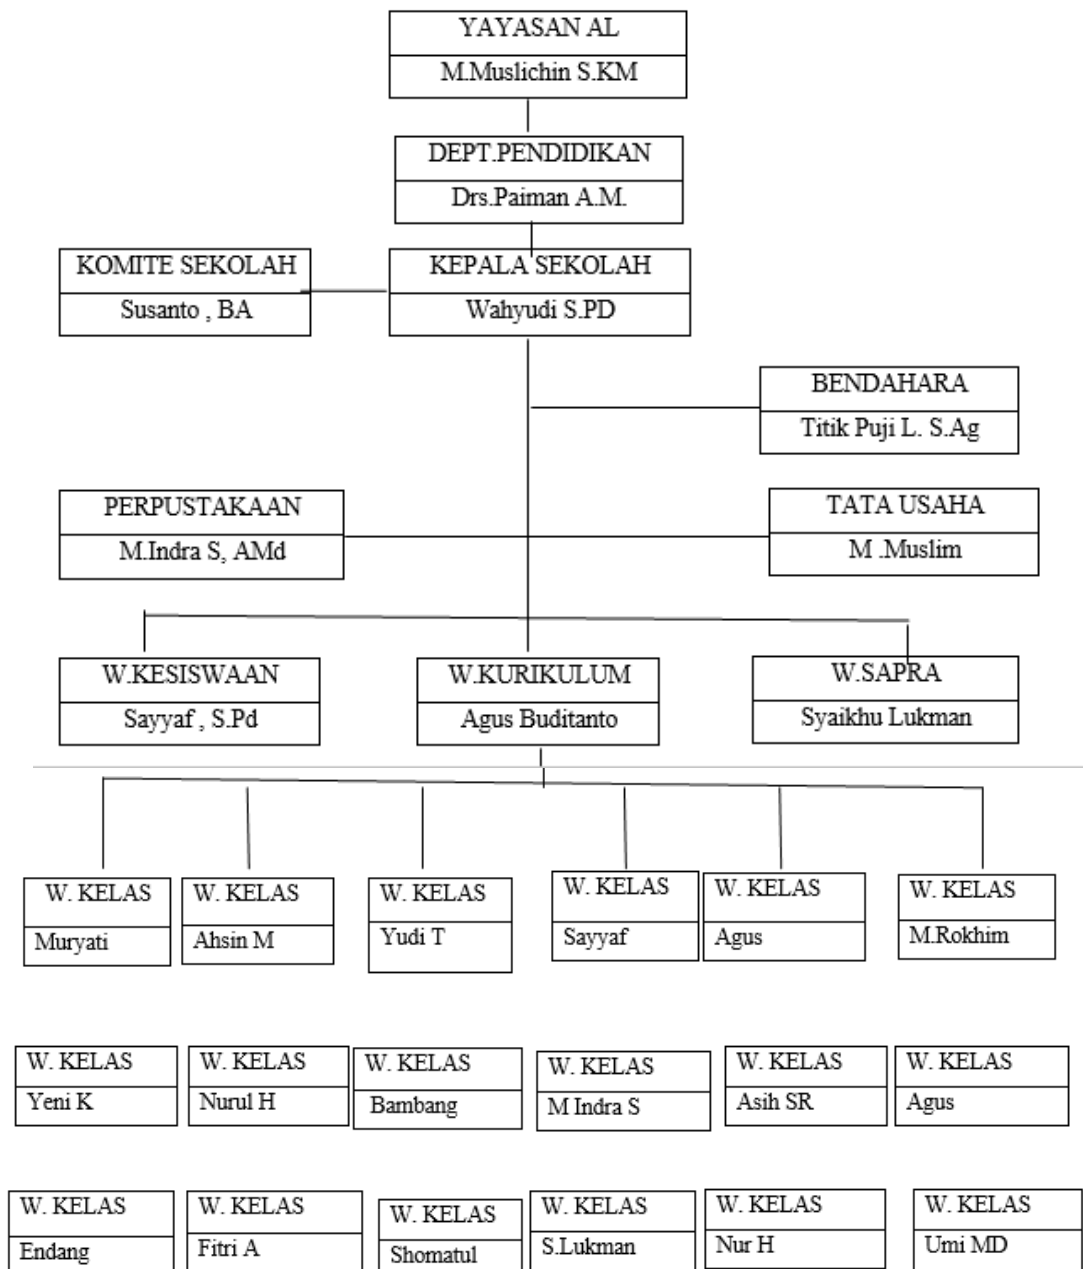 YAYASAN AL
M.Muslichin S.KM
DEPT.PENDIDIKAN
Drs.Paiman A.M.
KOMITE SEKOLAH
Susanto , BA
KEPALA SEKOLAH
Wahyudi S.PD
BENDAHARA
Titik Puji L. S.Ag
PERPUSTAKAAN
M.Indra S, AMd
TATA USAHA
M .Muslim
W.KESISWAAN
Sayyaf , S.Pd
W.KURIKULUM
Agus Buditanto
W.SAPRA
Syaikhu Lukman
W. KELAS
Muryati
W. KELAS
Ahsin M
W. KELAS
Yudi T
W. KELAS
Sayyaf
W. KELAS
Agus
W. KELAS
M.Rokhim
W. KELAS
Yeni K
W. KELAS
Nurul H
W. KELAS
Bambang
W. KELAS
M Indra S
W. KELAS
Asih SR
W. KELAS
Agus
W. KELAS
Endang
W. KELAS
Fitri A
W. KELAS
Shomatul
W. KELAS
S.Lukman
W. KELAS
Nur H
W. KELAS
Umi MD